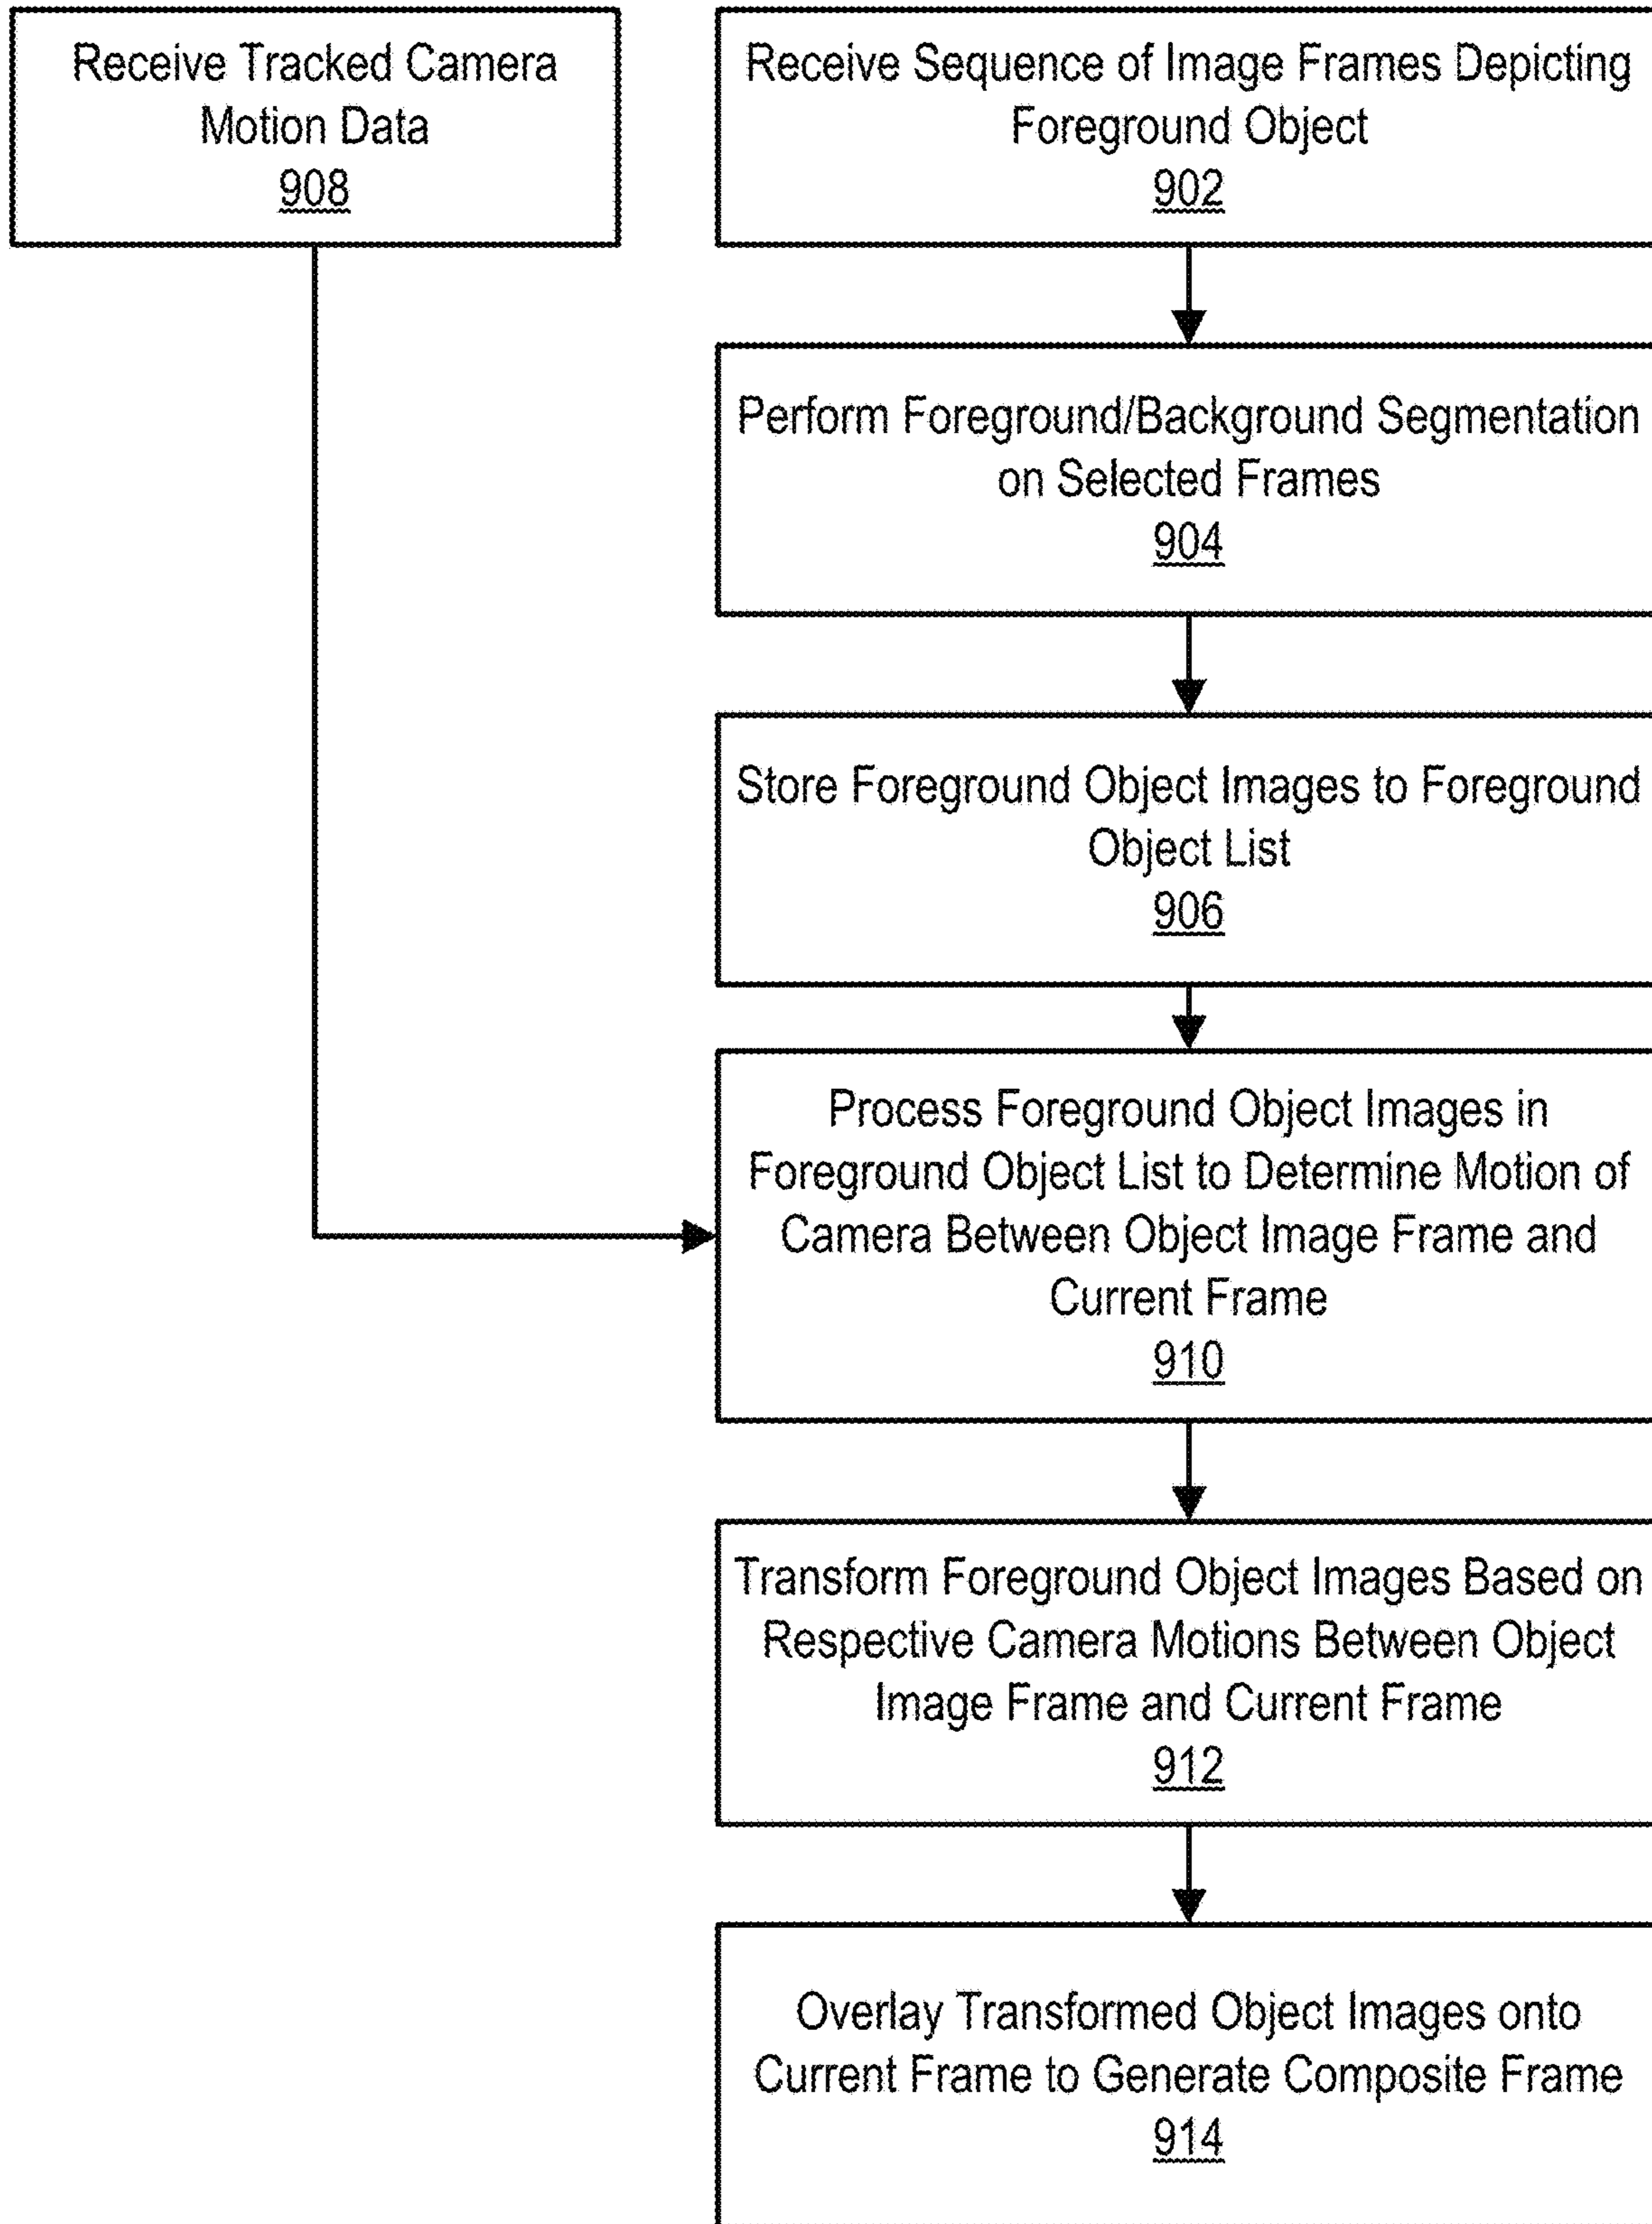 Receive Tracked Camera
Motion Data
908
Receive Sequence of Image Frames Depicting
Foreground Object
902
Perform Foreground/Background Segmentation
on Selected Frames
904
Store Foreground Object Images to Foreground
Object List
906
Process Foreground Object Images in
Foreground Object List to Determine Motion of
Camera Between Object Image Frame and
Current Frame
910
Transform Foreground Object Images Based on
Respective Camera Motions Between Object
Image Frame and Current Frame
912
Overlay Transformed Object Images onto
Current Frame to Generate Composite Frame
914